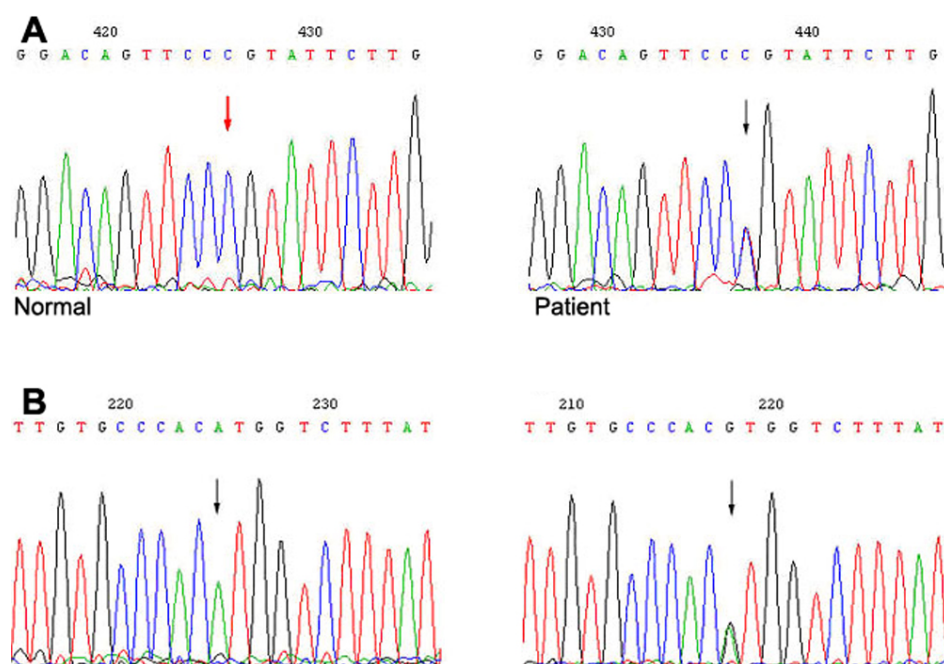 A
420 430
G G A C A G T T C C C G T A T T C T T G
Normal
430 440
G G A C A G T T C C C G T A T T C T T G
Patient
B
220 230
T T G T G C C C A C A T G G T C T T T A T
210 220
T T G T G C C C A C G T G G T C T T T A T